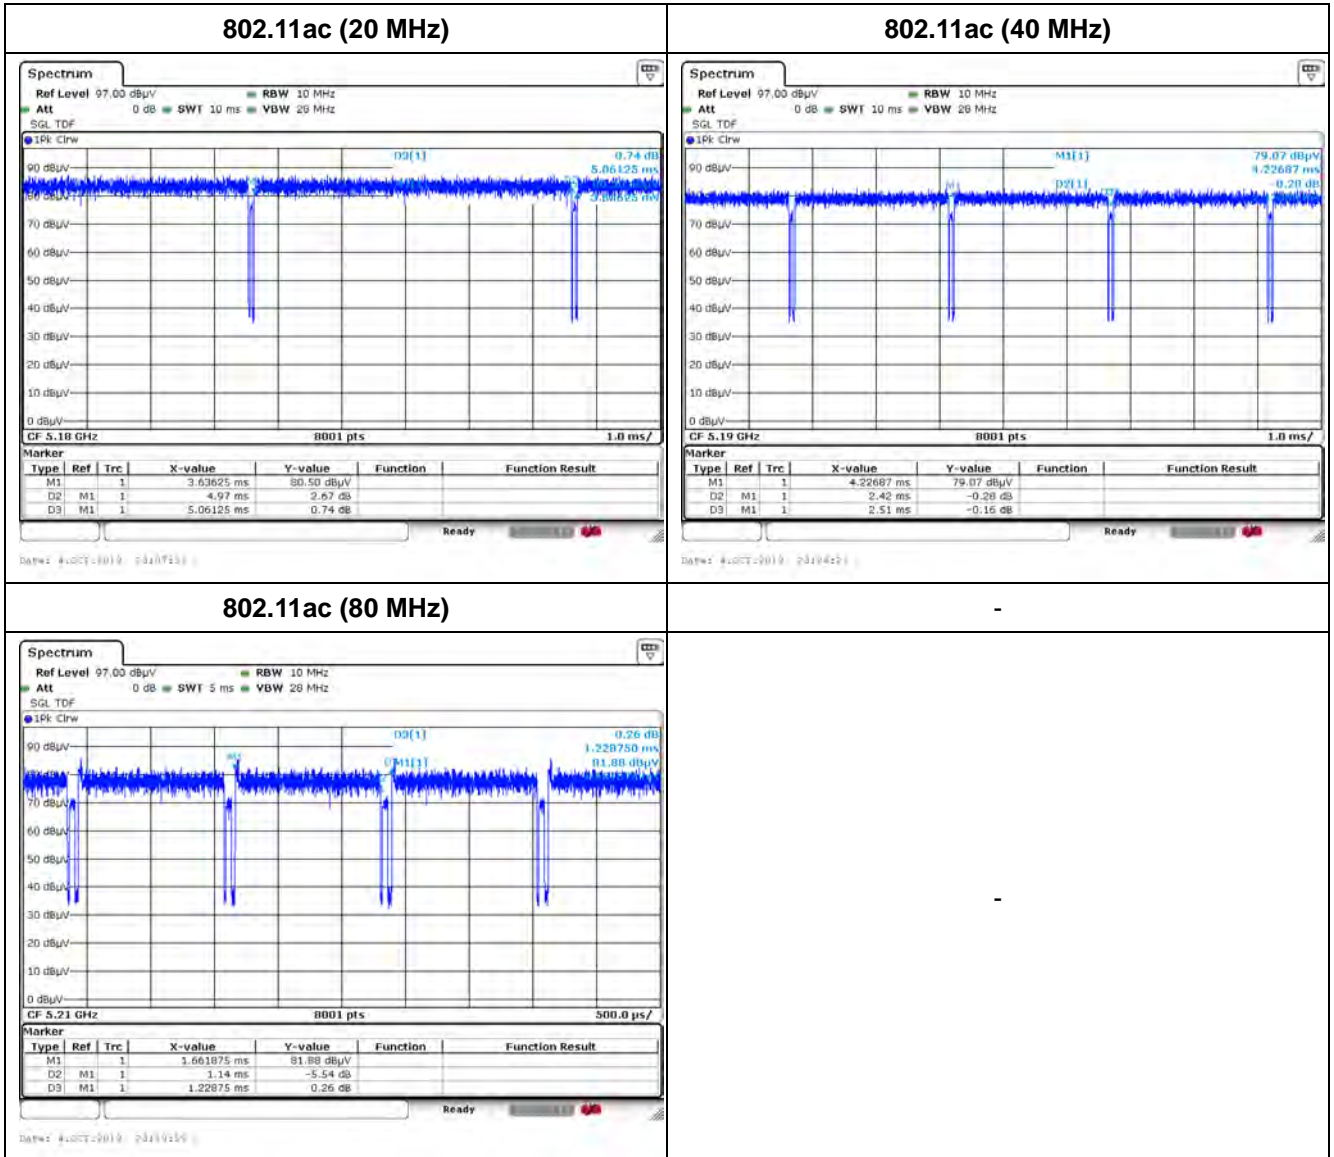 802.11ac (20 MHz)
802.11ac (40 MHz)
Spectrum
Ref Level 97.00 dBµV RBW 10 MHz
Att 0 dB SWT 10 ms VBW 28 MHz
SGL TDF
1Pk Clrw
D3[1] 0.74 dB
5.06125 ms
90 dBµV
70 dBµV
60 dBµV
50 dBµV
40 dBµV
30 dBµV
20 dBµV
10 dBµV
0 dBµV
CF 5.18 GHz 8001 pts 1.0 ms/
Marker
Type Ref Trc X-value Y-value Function Function Result
M1 1 3.63625 ms 80.50 dBµV
D2 M1 1 4.97 ms 2.67 dB
D3 M1 1 5.06125 ms 0.74 dB
Ready
Spectrum
Ref Level 97.00 dBµV RBW 10 MHz
Att 0 dB SWT 10 ms VBW 28 MHz
SGL TDF
1Pk Clrw
M1[1] 79.07 dBµV
4.22687 ms
D2[1] -0.28 dB
M1
90 dBµV
70 dBµV
60 dBµV
50 dBµV
40 dBµV
30 dBµV
20 dBµV
10 dBµV
0 dBµV
CF 5.19 GHz 8001 pts 1.0 ms/
Marker
Type Ref Trc X-value Y-value Function Function Result
M1 1 4.22687 ms 79.07 dBµV
D2 M1 1 2.42 ms -0.28 dB
D3 M1 1 2.51 ms -0.16 dB
Ready
802.11ac (80 MHz)
-
Spectrum
Ref Level 97.00 dBµV RBW 10 MHz
Att 0 dB SWT 5 ms VBW 28 MHz
SGL TDF
1Pk Clrw
D3[1] 0.26 dB
1.228750 ms
M1[1] 81.88 dBµV
M1
90 dBµV
70 dBµV
60 dBµV
50 dBµV
40 dBµV
30 dBµV
20 dBµV
10 dBµV
0 dBµV
CF 5.21 GHz 8001 pts 500.0 µs/
Marker
Type Ref Trc X-value Y-value Function Function Result
M1 1 1.661875 ms 81.88 dBµV
D2 M1 1 1.14 ms -5.54 dB
D3 M1 1 1.22875 ms 0.26 dB
Ready
-